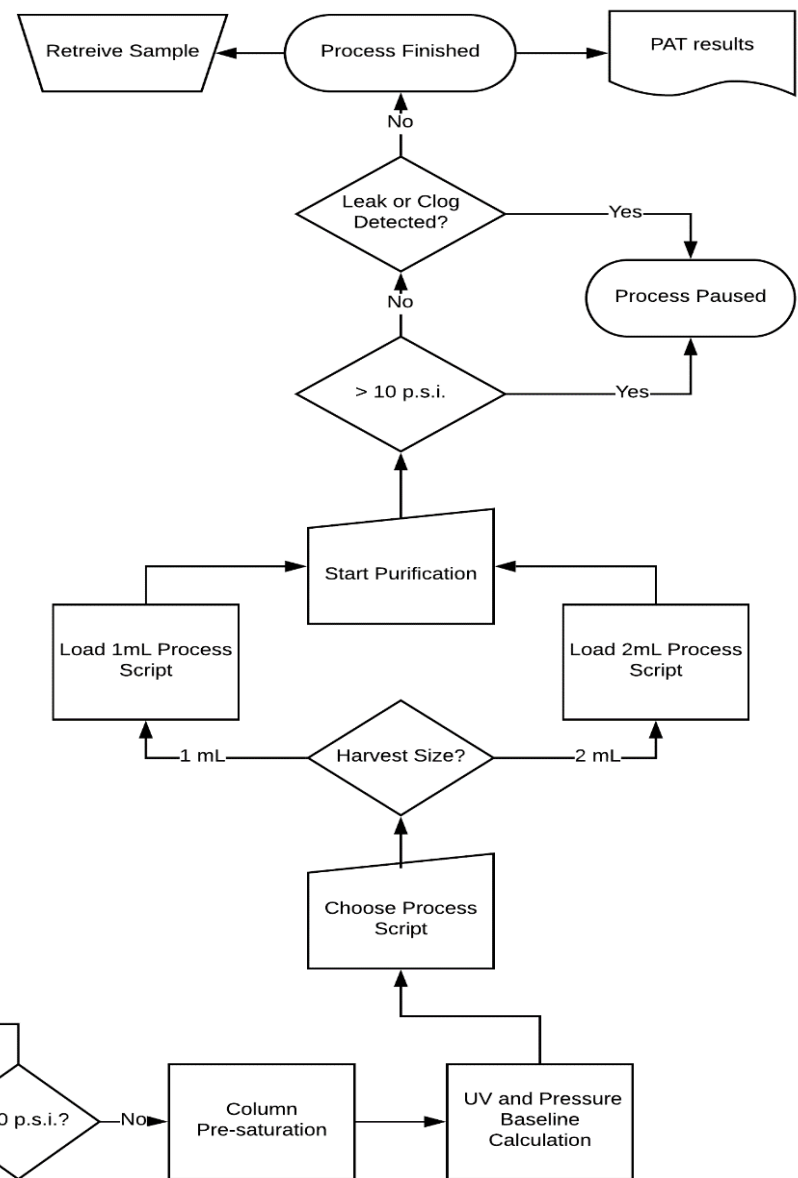 Retreive Sample
Process Finished
PAT results
No
Leak or Clog
Detected?
Yes
Process Paused
No
> 10 p.s.i.
Yes
Start Purification
Load 1mL Process
Script
Load 2mL Process
Script
1 mL
Harvest Size?
2 mL
Choose Process
Script
0 p.s.i.?
No
Column
Pre-saturation
UV and Pressure
Baseline
Calculation